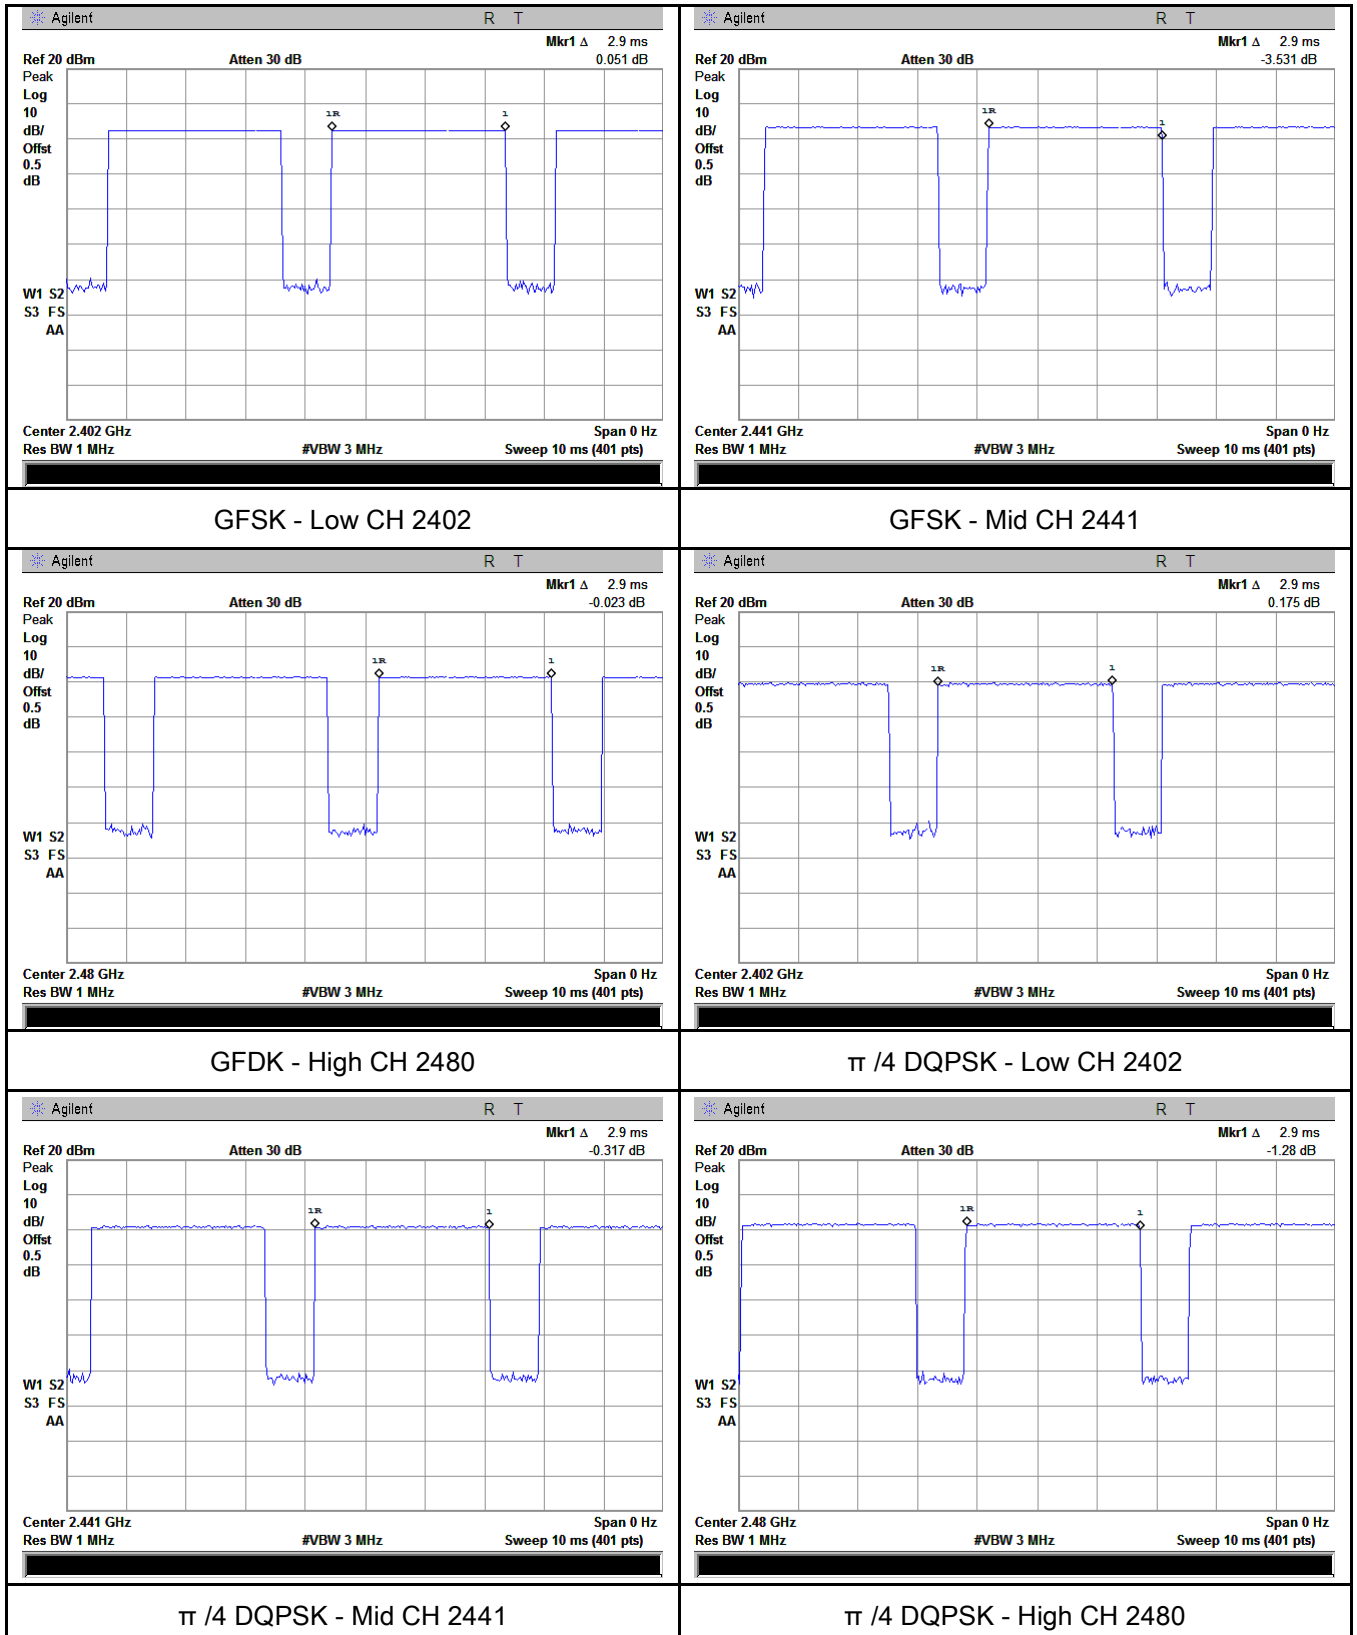 Agilent R T
Mkr1 Δ 2.9 ms
Ref 20 dBm Atten 30 dB 0.051 dB
Peak
Log
10
dB/
Offst
0.5
dB
1R 1
W1 S2
S3 FS
AA
Center 2.402 GHz Span 0 Hz
Res BW 1 MHz #VBW 3 MHz Sweep 10 ms (401 pts)
GFSK - Low CH 2402
Agilent R T
Mkr1 Δ 2.9 ms
Ref 20 dBm Atten 30 dB -3.531 dB
Peak
Log
10
dB/
Offst
0.5
dB
1R 1
W1 S2
S3 FS
AA
Center 2.441 GHz Span 0 Hz
Res BW 1 MHz #VBW 3 MHz Sweep 10 ms (401 pts)
GFSK - Mid CH 2441
Agilent R T
Mkr1 Δ 2.9 ms
Ref 20 dBm Atten 30 dB -0.023 dB
Peak
Log
10
dB/
Offst
0.5
dB
1R 1
W1 S2
S3 FS
AA
Center 2.48 GHz Span 0 Hz
Res BW 1 MHz #VBW 3 MHz Sweep 10 ms (401 pts)
GFDK - High CH 2480
Agilent R T
Mkr1 Δ 2.9 ms
Ref 20 dBm Atten 30 dB 0.175 dB
Peak
Log
10
dB/
Offst
0.5
dB
1R 1
W1 S2
S3 FS
AA
Center 2.402 GHz Span 0 Hz
Res BW 1 MHz #VBW 3 MHz Sweep 10 ms (401 pts)
π /4 DQPSK - Low CH 2402
Agilent R T
Mkr1 Δ 2.9 ms
Ref 20 dBm Atten 30 dB -0.317 dB
Peak
Log
10
dB/
Offst
0.5
dB
1R 1
W1 S2
S3 FS
AA
Center 2.441 GHz Span 0 Hz
Res BW 1 MHz #VBW 3 MHz Sweep 10 ms (401 pts)
π /4 DQPSK - Mid CH 2441
Agilent R T
Mkr1 Δ 2.9 ms
Ref 20 dBm Atten 30 dB -1.28 dB
Peak
Log
10
dB/
Offst
0.5
dB
1R 1
W1 S2
S3 FS
AA
Center 2.48 GHz Span 0 Hz
Res BW 1 MHz #VBW 3 MHz Sweep 10 ms (401 pts)
π /4 DQPSK - High CH 2480